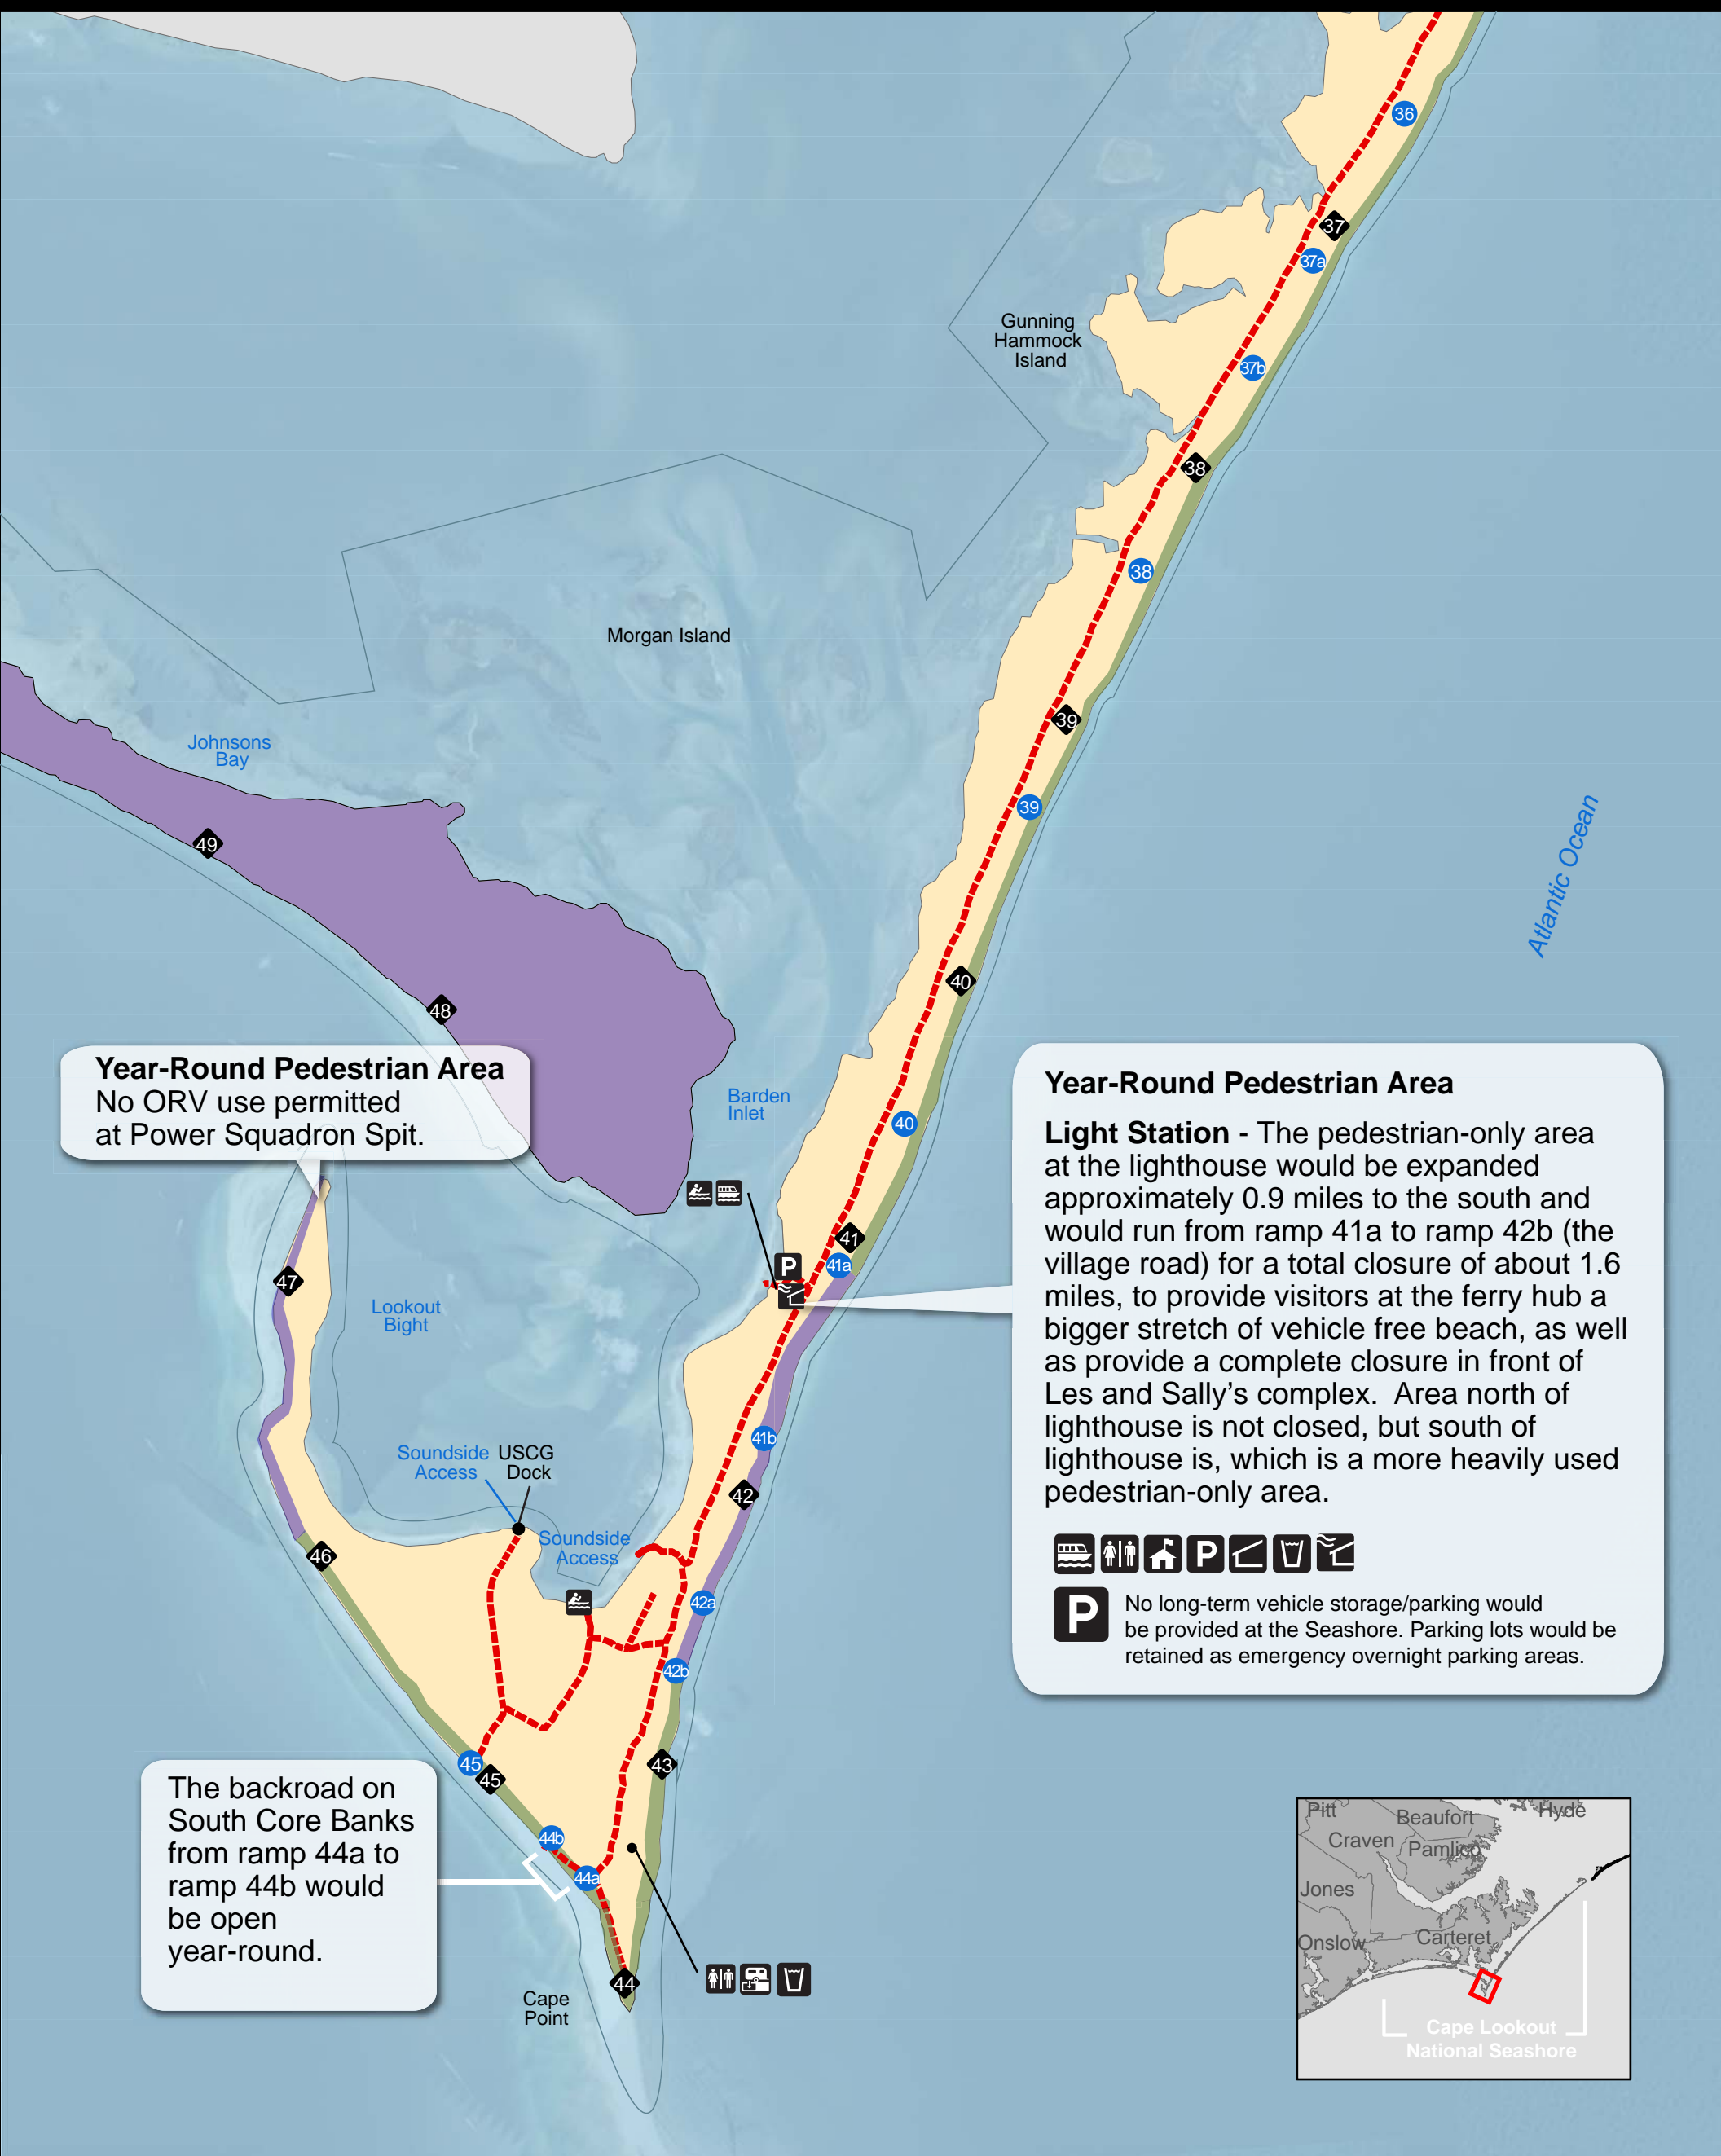 36
37
37a
Gunning
Hammock
Island
37b
38
38
Morgan Island
39
Johnsons
Bay
39
49
Atlantic Ocean
40
48
Year-Round Pedestrian Area
No ORV use permitted
at Power Squadron Spit.
Barden
Inlet
40
41
P
41a
47
Lookout
Bight
41b
Soundside
Access
USCG
Dock
42
Soundside
Access
46
42a
42b
43
45
45
44b
44a
44
Cape
Point
Year-Round Pedestrian Area
Light Station - The pedestrian-only area
at the lighthouse would be expanded
approximately 0.9 miles to the south and
would run from ramp 41a to ramp 42b (the
village road) for a total closure of about 1.6
miles, to provide visitors at the ferry hub a
bigger stretch of vehicle free beach, as well
as provide a complete closure in front of
Les and Sally's complex. Area north of
lighthouse is not closed, but south of
lighthouse is, which is a more heavily used
pedestrian-only area.
P
P
No long-term vehicle storage/parking would
be provided at the Seashore. Parking lots would be
retained as emergency overnight parking areas.
The backroad on
South Core Banks
from ramp 44a to
ramp 44b would
be open
year-round.
Pitt
Beaufort
Hyde
Craven
Pamlico
Jones
Onslow
Carteret
Cape Lookout
National Seashore